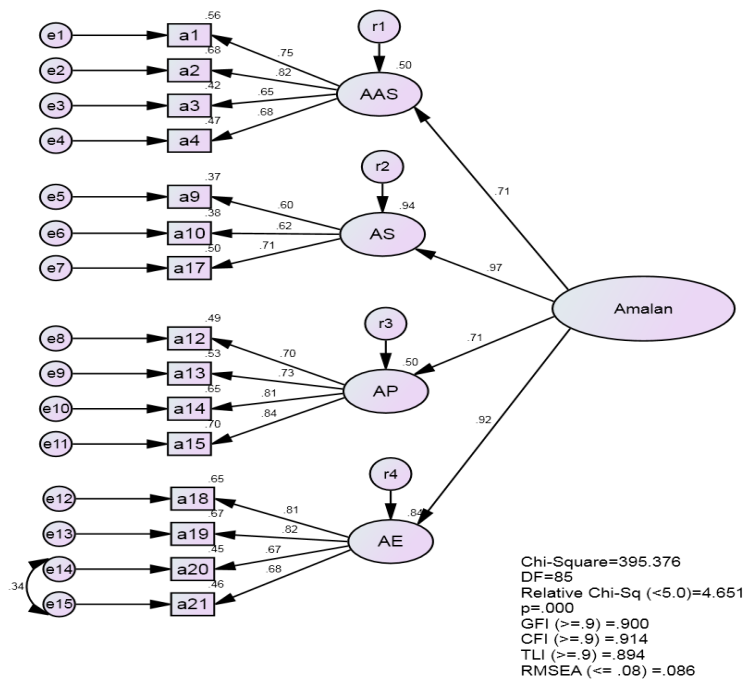 .56
r1
e1 a1
.75
.68
e2 a2 .82 .50
.42 AAS
e3 a3 .65
.47 .68
e4 a4
r2
.37 .71
e5 a9
.38 .60 .94
e6 a10 .62 AS
.50 .71
e7 a17
.97
Amalan
r3
.49
e8 a12
.53 .70 .50 .71
e9 a13 .73
.65 AP
e10 a14 .81
.70 .84
e11 a15
.92
r4
.65
e12 a18 .81
.67 .84
e13 a19 .82
.45 AE
e14 a20 .67
.34 .46 .68
e15 a21
Chi-Square=395.376
DF=85
Relative Chi-Sq (<5.0)=4.651
p=.000
GFI (>=.9) =.900
CFI (>=.9) =.914
TLI (>=.9) =.894
RMSEA (<= .08) =.086